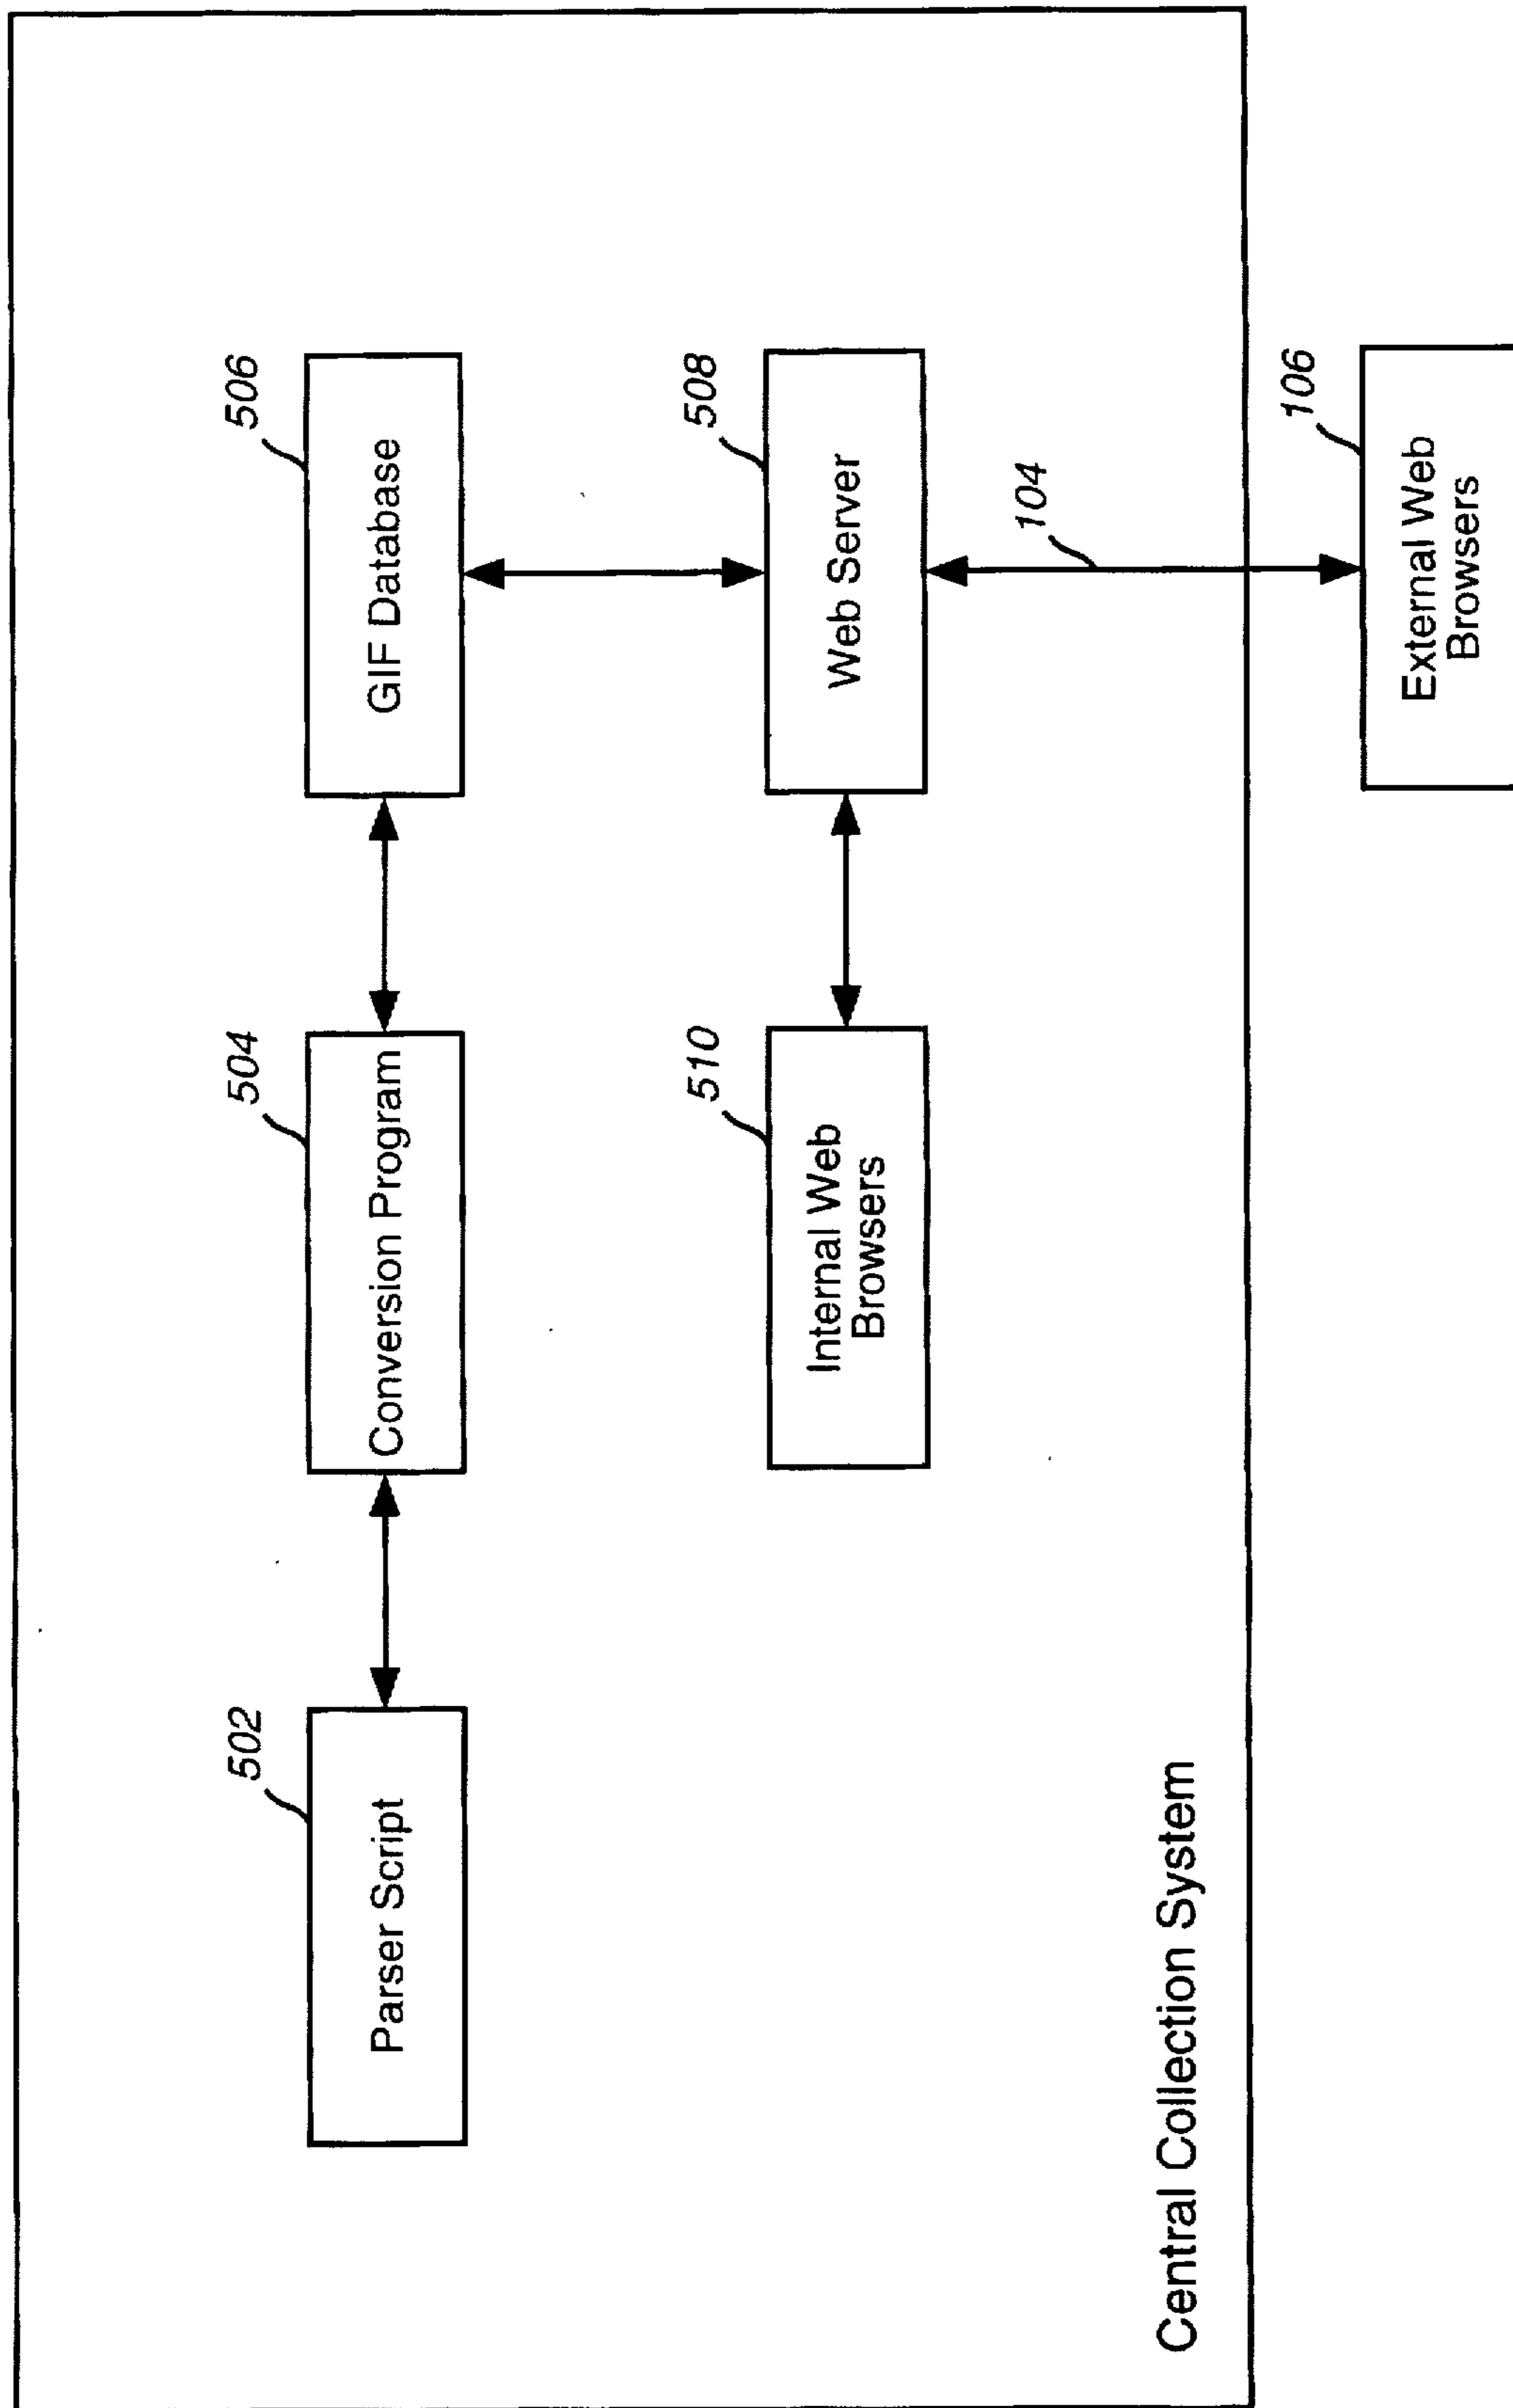 502
Parser Script
504
Conversion Program
506
GIF Database
510
Internal Web
Browsers
508
Web Server
104
Central Collection System
106
External Web
Browsers